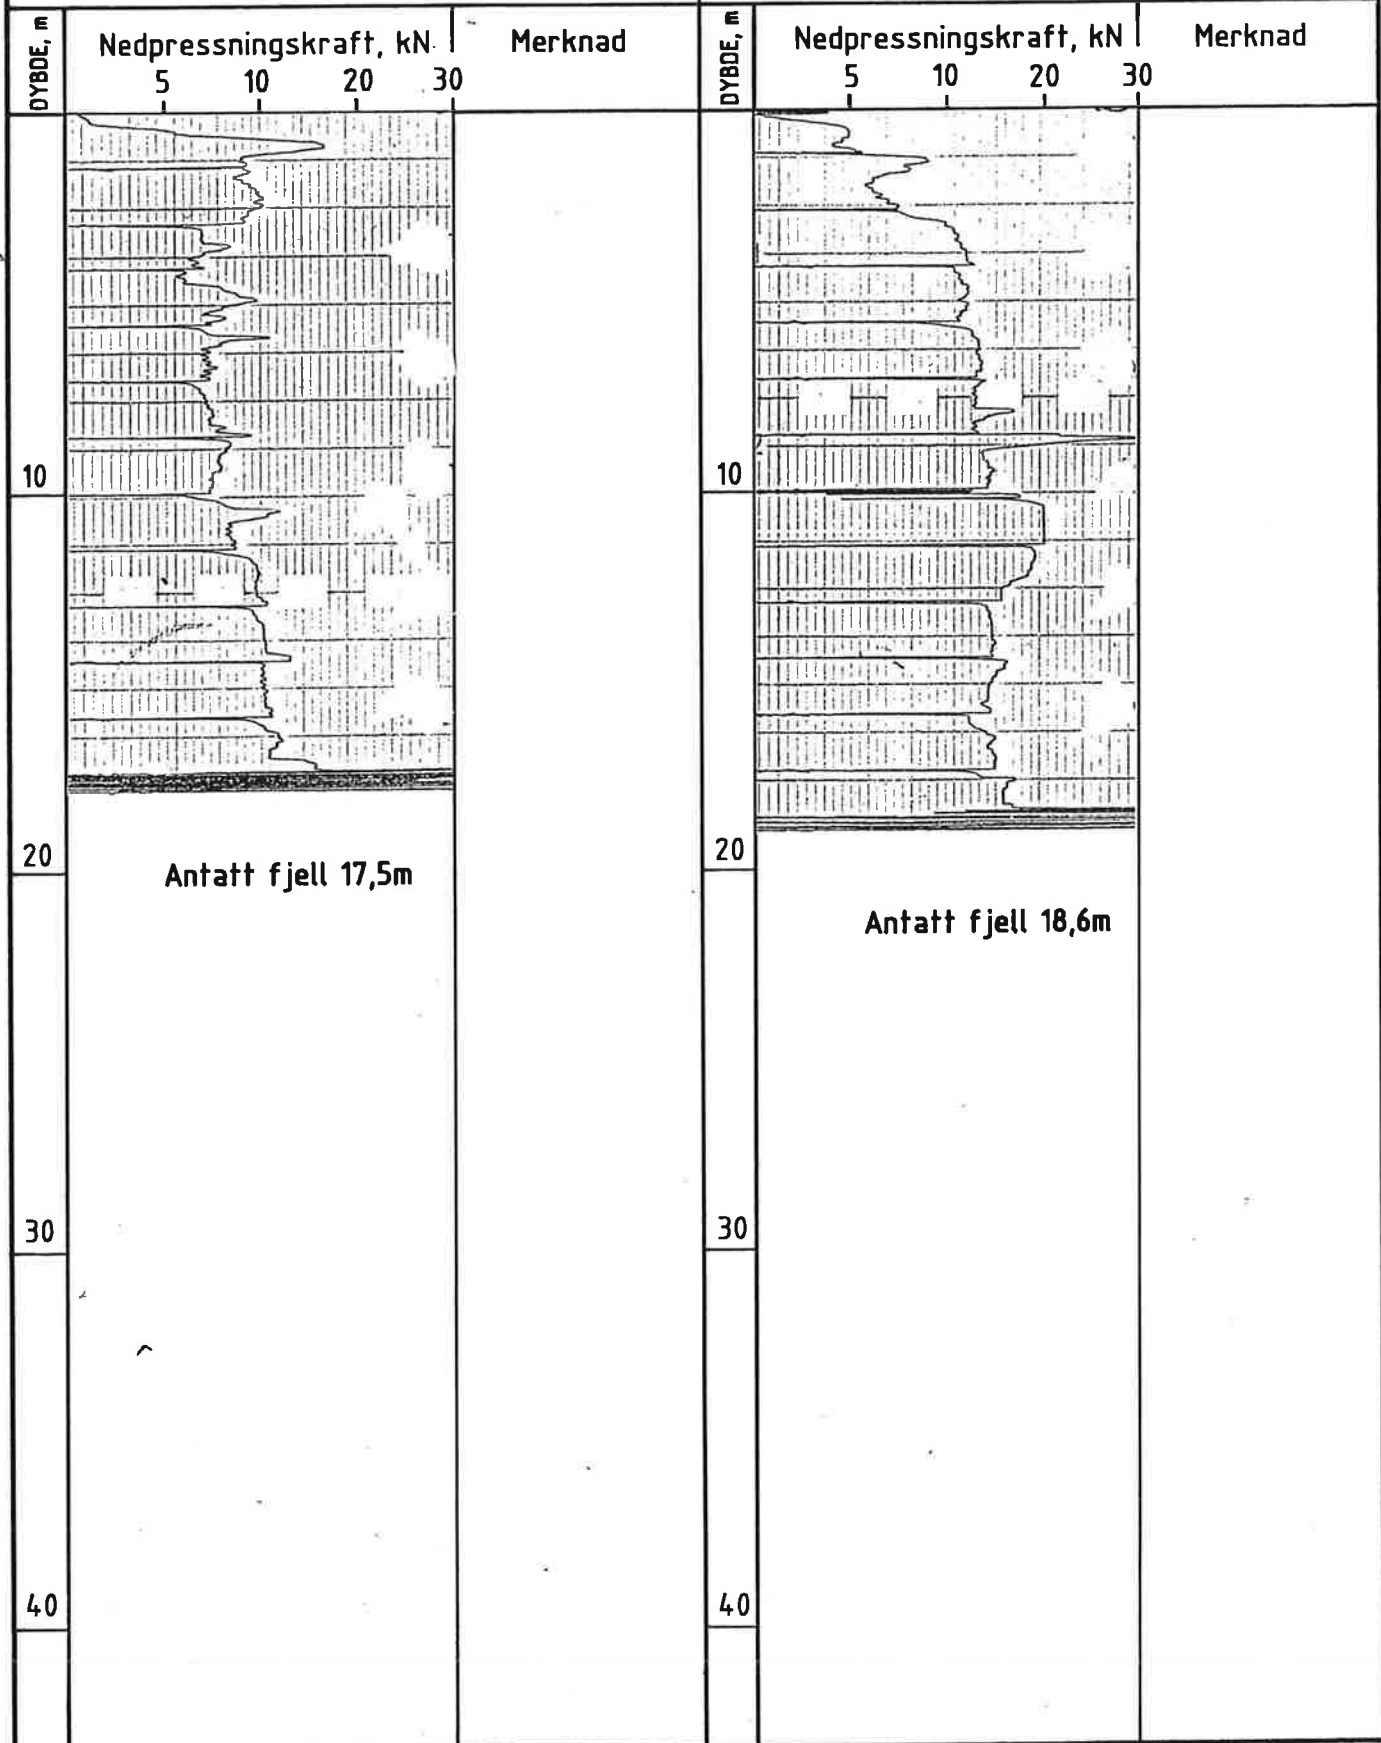 DYBDE, m
Nedpressningskraft, kN
Merknad
5 10 20 30
10
20
Antatt fjell 17,5m
30
40
DYBDE, m
Nedpressningskraft, kN
Merknad
5 10 20 30
10
20
Antatt fjell 18,6m
30
40